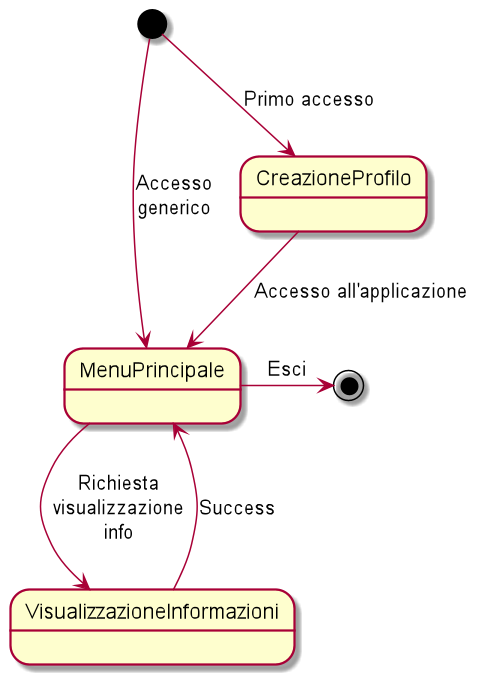 Primo accesso
CreazioneProfilo
Accesso
generico
Accesso all'applicazione
MenuPrincipale
Esci
Richiesta
visualizzazione
info
Success
VisualizzazioneInformazioni